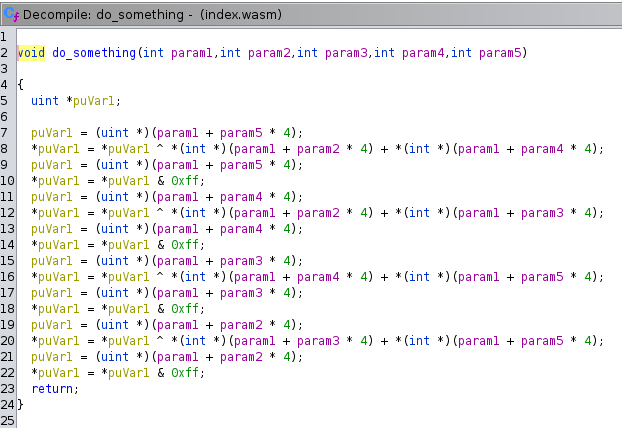 Decompile: do_something - (index.wasm)
1
2 void do_something(int param1,int param2,int param3,int param4,int param5)
3
4 {
5 uint *puVar1;
6
7 puVar1 = (uint *)(param1 + param5 * 4);
8 *puVar1 = *puVar1 ^ *(int *)(param1 + param2 * 4) + *(int *)(param1 + param4 * 4);
9 puVar1 = (uint *)(param1 + param5 * 4);
10 *puVar1 = *puVar1 & 0xff;
11 puVar1 = (uint *)(param1 + param4 * 4);
12 *puVar1 = *puVar1 ^ *(int *)(param1 + param2 * 4) + *(int *)(param1 + param3 * 4);
13 puVar1 = (uint *)(param1 + param4 * 4);
14 *puVar1 = *puVar1 & 0xff;
15 puVar1 = (uint *)(param1 + param3 * 4);
16 *puVar1 = *puVar1 ^ *(int *)(param1 + param4 * 4) + *(int *)(param1 + param5 * 4);
17 puVar1 = (uint *)(param1 + param3 * 4);
18 *puVar1 = *puVar1 & 0xff;
19 puVar1 = (uint *)(param1 + param2 * 4);
20 *puVar1 = *puVar1 ^ *(int *)(param1 + param3 * 4) + *(int *)(param1 + param5 * 4);
21 puVar1 = (uint *)(param1 + param2 * 4);
22 *puVar1 = *puVar1 & 0xff;
23 return;
24 }
25